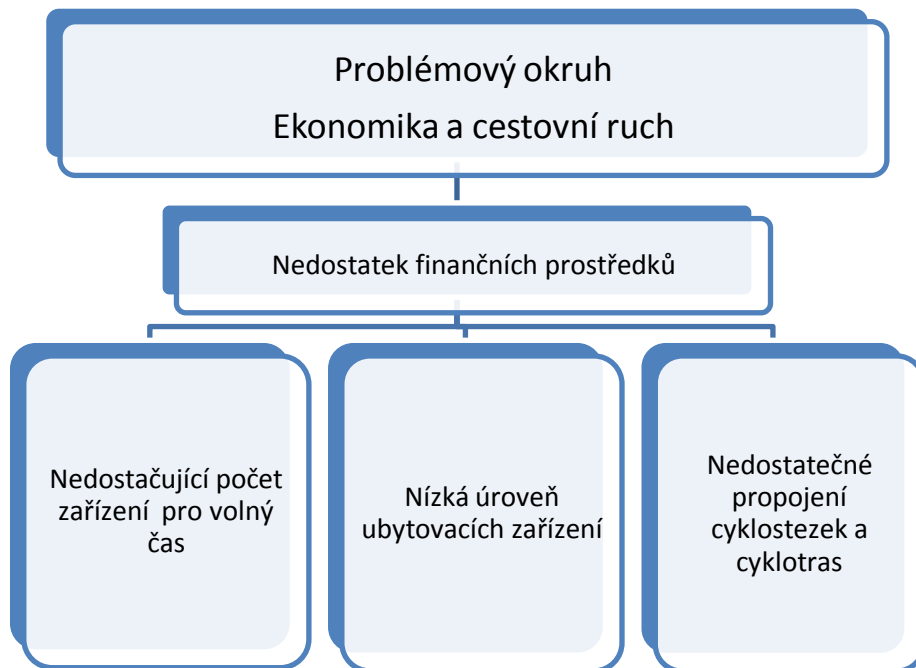 Problémový okruh
Ekonomika a cestovní ruch
Nedostatek finančních prostředků
Nedostačující počet
zařízení pro volný
čas
Nízká úroveň
ubytovacích zařízení
Nedostatečné
propojení
cyklostezek a
cyklotras